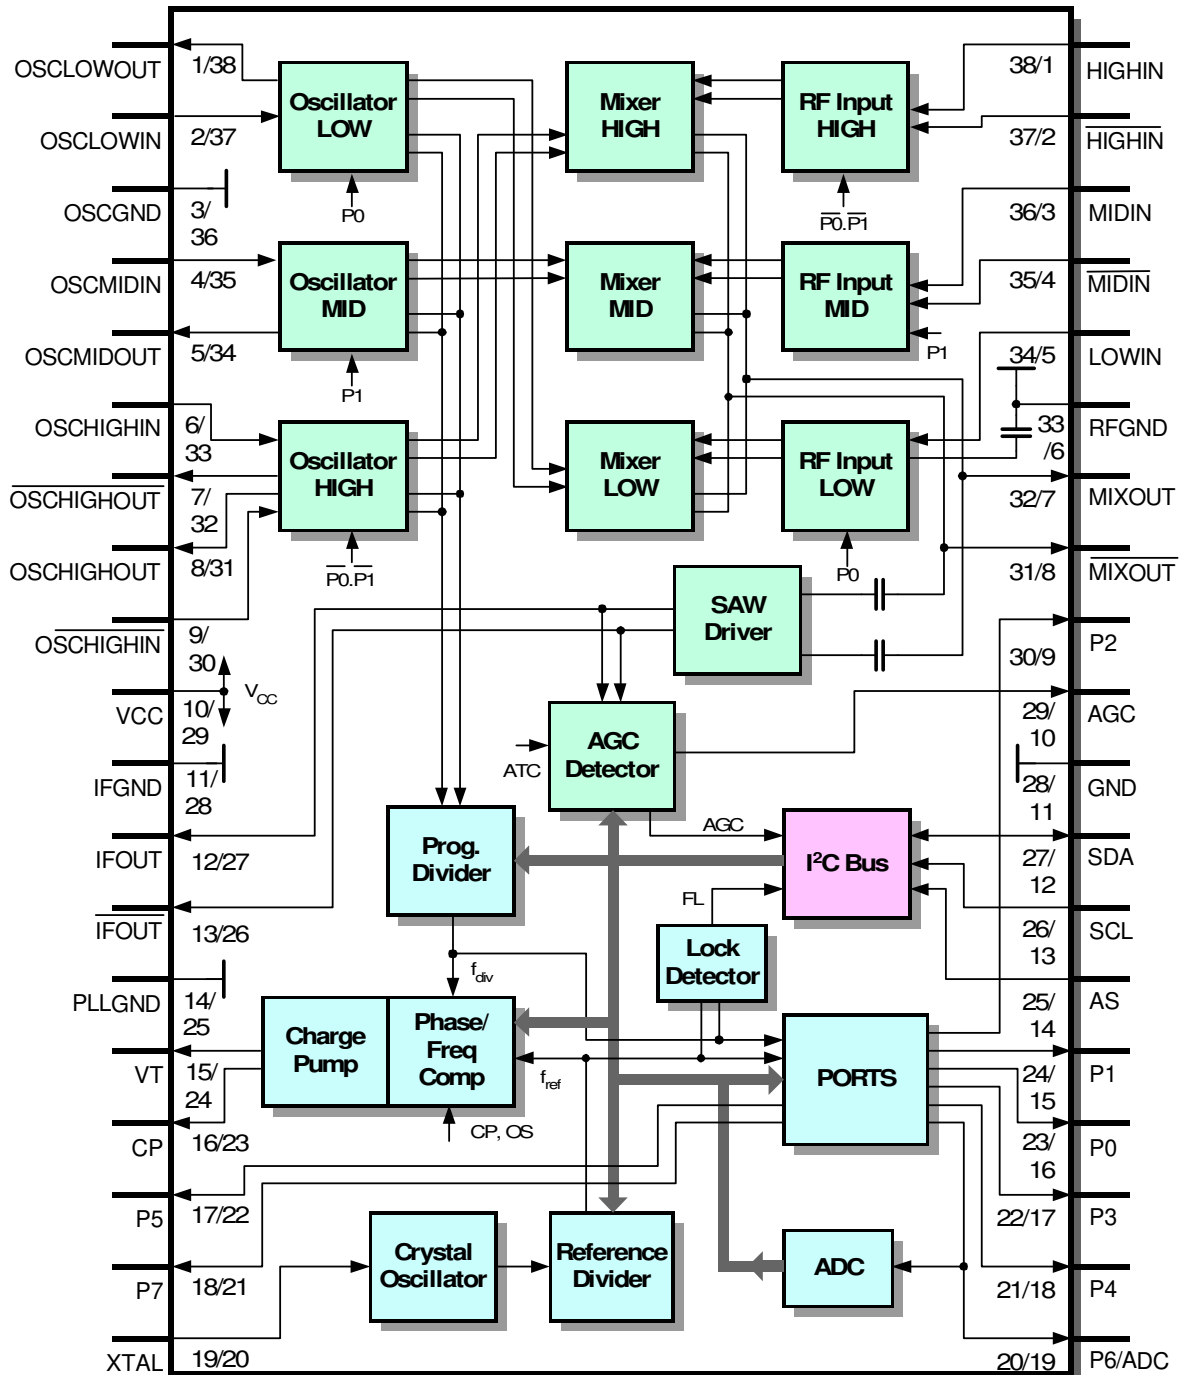 OSCLOWOUT
1/38
OSCLOWIN
2/37
OSCGND
3/
36
OSCMIDIN
4/35
OSCMIDOUT
5/34
OSCHIGHIN
6/
33
OSCHIGHOUT
7/
32
OSCHIGHOUT
8/31
OSCHIGHIN
9/
30
VCC
10/
29
VCC
IFGND
11/
28
IFOUT
12/27
IFOUT
13/26
PLLGND
14/
25
VT
15/
24
CP
16/23
P5
17/22
P7
18/21
XTAL
19/20
Oscillator
LOW
P0
Oscillator
MID
P1
Oscillator
HIGH
P0.P1
Mixer
HIGH
Mixer
MID
Mixer
LOW
RF Input
HIGH
P0.P1
RF Input
MID
P1
RF Input
LOW
P0
SAW
Driver
AGC
Detector
ATC
AGC
Prog.
Divider
I²C Bus
FL
Lock
Detector
fdiv
Charge
Pump
Phase/
Freq
Comp
fref
CP, OS
PORTS
Crystal
Oscillator
Reference
Divider
ADC
38/1
HIGHIN
37/2
HIGHIN
36/3
MIDIN
35/4
MIDIN
34/5
LOWIN
33
/6
RFGND
32/7
MIXOUT
31/8
MIXOUT
30/9
P2
29/
10
AGC
28/
11
GND
27/
12
SDA
26/
13
SCL
25/
14
AS
24/
15
P1
23/
16
P0
22/17
P3
21/18
P4
20/19
P6/ADC